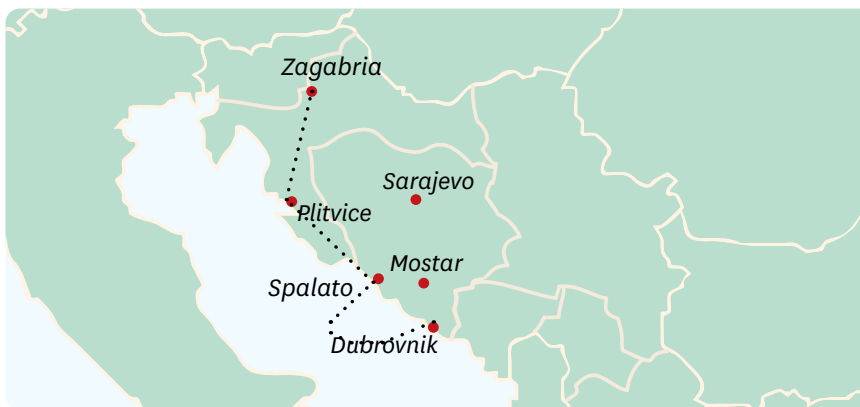 Zagabria
Sarajevo
Plitvice
Mostar
Spalato
Dubrovnik